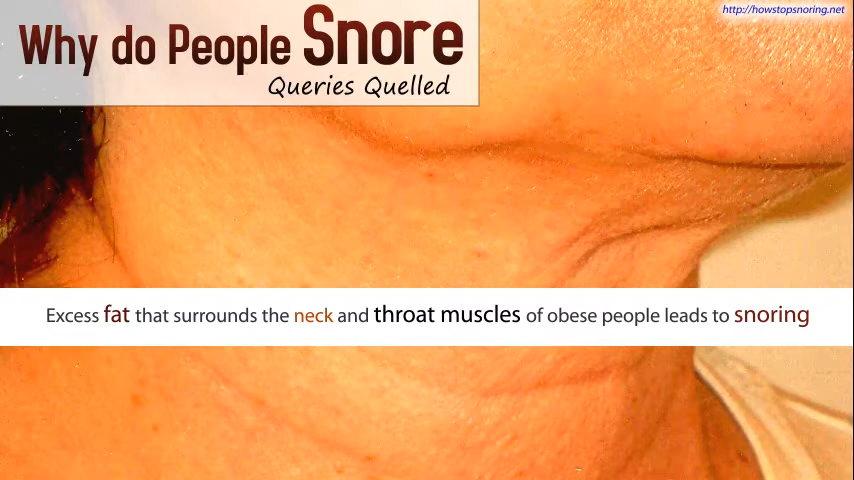 Why do People Snore
Queries Quelled
http://howstopsnoring.net
Excess fat that surrounds the neck and throat muscles of obese people leads to snoring